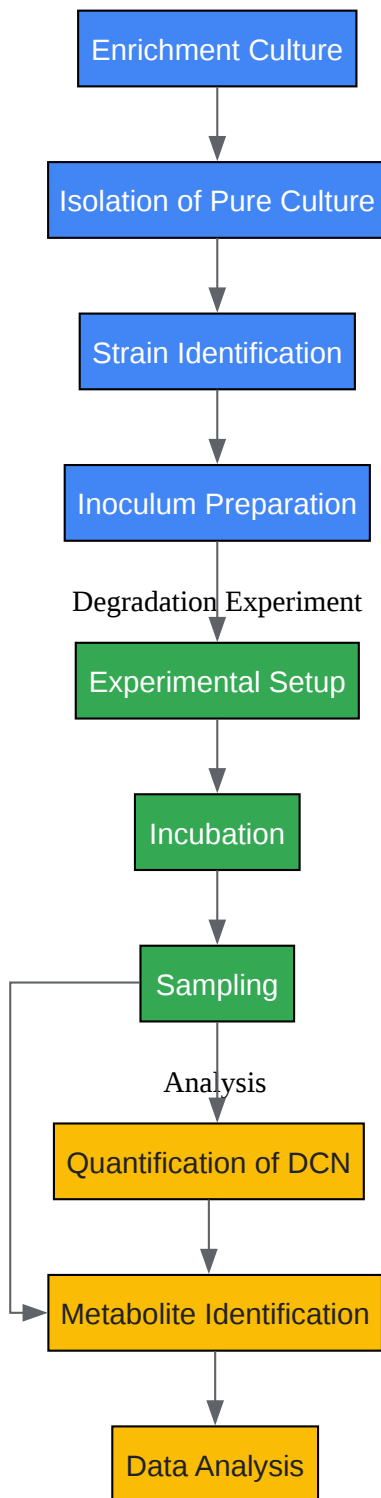 Enrichment Culture
Isolation of Pure Culture
Strain Identification
Inoculum Preparation
Degradation Experiment
Experimental Setup
Incubation
Sampling
Analysis
Quantification of DCN
Metabolite Identification
Data Analysis